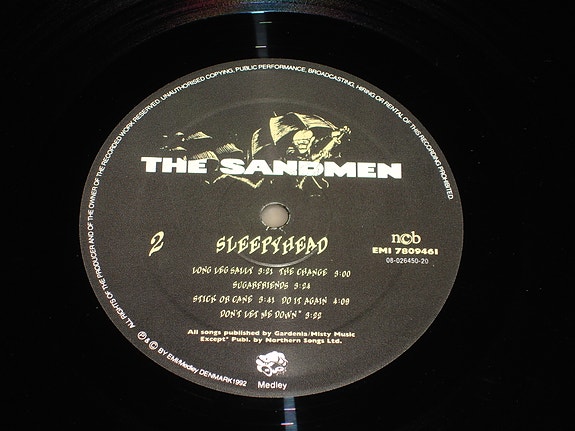 ALL RIGHTS OF THE PRODUCER AND OF THE OWNER OF THE RECORDED WORK RESERVED. UNAUTHORISED COPYING, PUBLIC PERFORMANCE, BROADCASTING, HIRING OR RENTAL OF THIS RECORDING PROHIBITED.
THE SANDMEN
2
SLEEPYHEAD
ncb
EMI 7809461
08-026450-20
LONG LEG SALLY 3:21 THE CHANGE 3:00
SUGARFRIENDS 3:24
STICK OR CANE 3:41 DO IT AGAIN 4:09
DON'T LET ME DOWN* 3:22
All songs published by Gardenia/Misty Music
Except* Publ. by Northern Songs Ltd.
Medley
℗ & © BY EMI/Medley DENMARK 1992